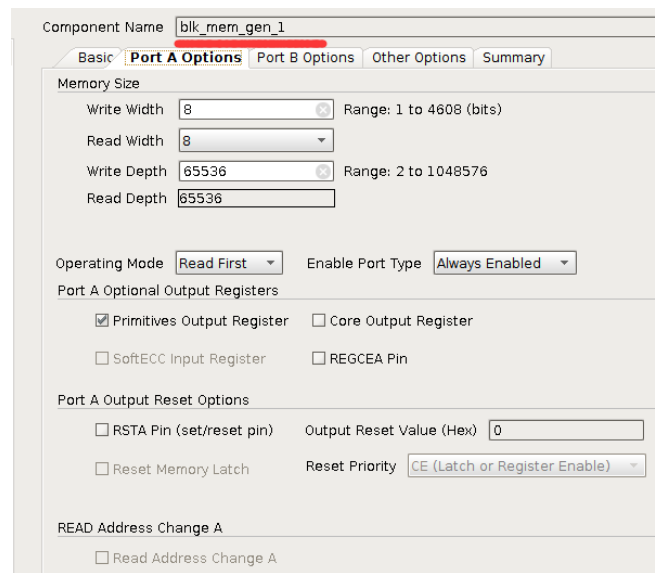 Component Name blk_mem_gen_1
Basic Port A Options Port B Options Other Options Summary
Memory Size
Write Width 8 Range: 1 to 4608 (bits)
Read Width 8
Write Depth 65536 Range: 2 to 1048576
Read Depth 65536
Operating Mode Read First Enable Port Type Always Enabled
Port A Optional Output Registers
Primitives Output Register Core Output Register
SoftECC Input Register REGCEA Pin
Port A Output Reset Options
RSTA Pin (set/reset pin) Output Reset Value (Hex) 0
Reset Memory Latch Reset Priority CE (Latch or Register Enable)
READ Address Change A
Read Address Change A